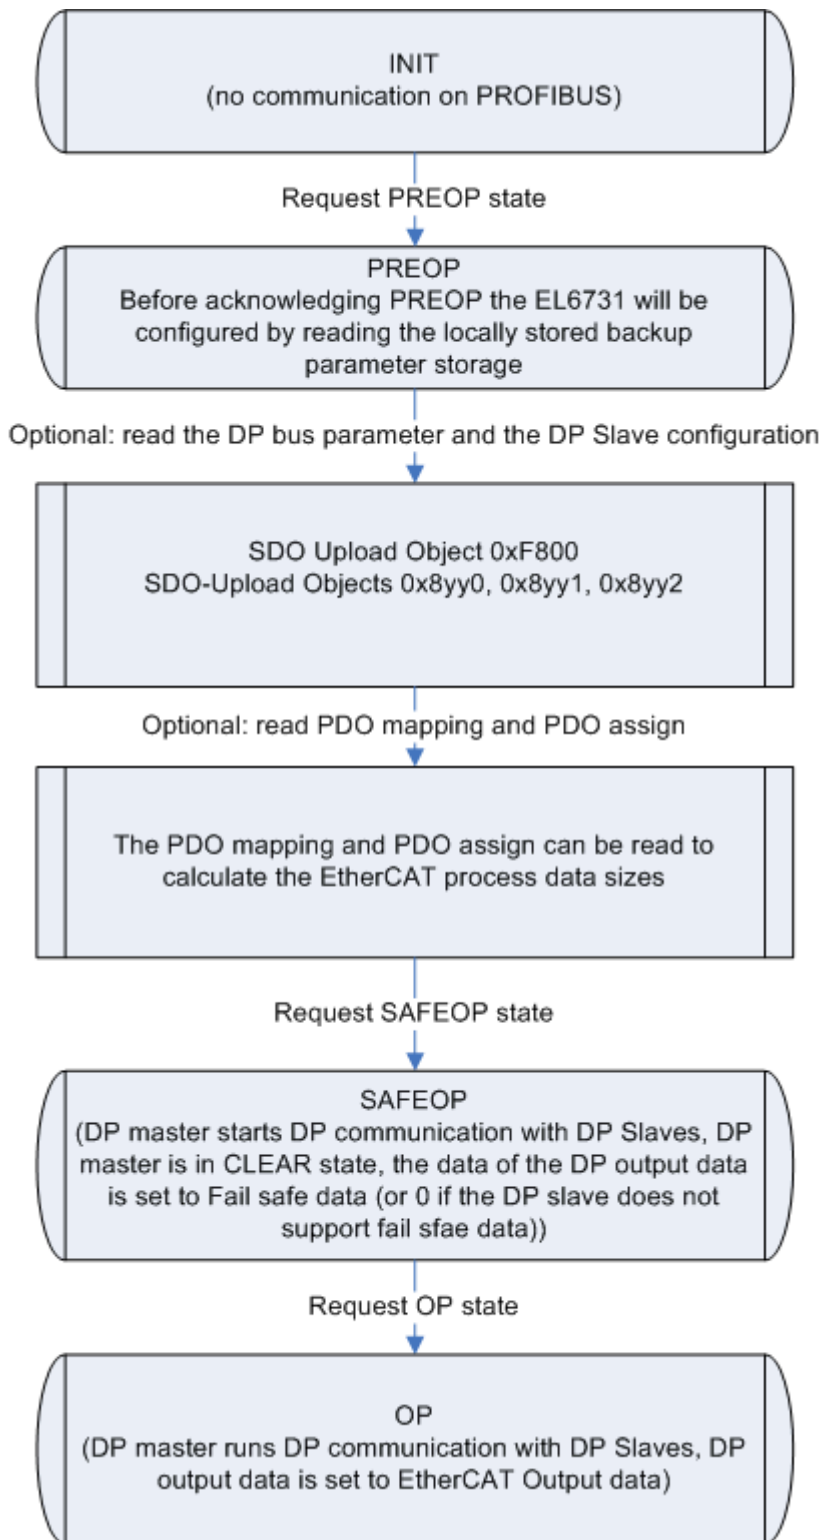 INIT
(no communication on PROFIBUS)
Request PREOP state
PREOP
Before acknowledging PREOP the EL6731 will be
configured by reading the locally stored backup
parameter storage
Optional: read the DP bus parameter and the DP Slave configuration
SDO Upload Object 0xF800
SDO-Upload Objects 0x8yy0, 0x8yy1, 0x8yy2
Optional: read PDO mapping and PDO assign
The PDO mapping and PDO assign can be read to
calculate the EtherCAT process data sizes
Request SAFEOP state
SAFEOP
(DP master starts DP communication with DP Slaves, DP
master is in CLEAR state, the data of the DP output data
is set to Fail safe data (or 0 if the DP slave does not
support fail sfae data))
Request OP state
OP
(DP master runs DP communication with DP Slaves, DP
output data is set to EtherCAT Output data)